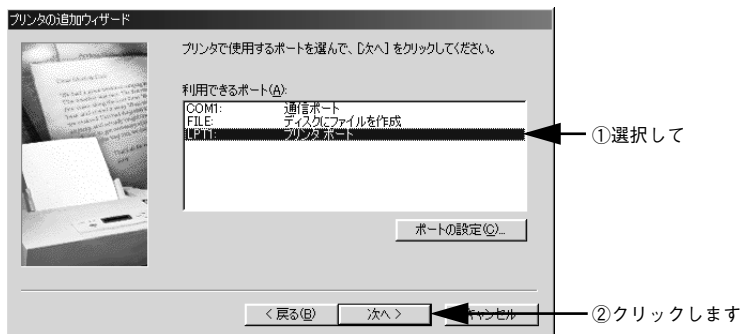 プリンタの追加ウィザード
プリンタで使用するポートを選んで、[次へ] をクリックしてください。
利用できるポート(A):
COM1: 通信ポート
FILE: ディスクにファイルを作成
LPT1: プリンタ ポート
①選択して
ポートの設定(C)...
< 戻る(B)
次へ >
キャンセル
②クリックします